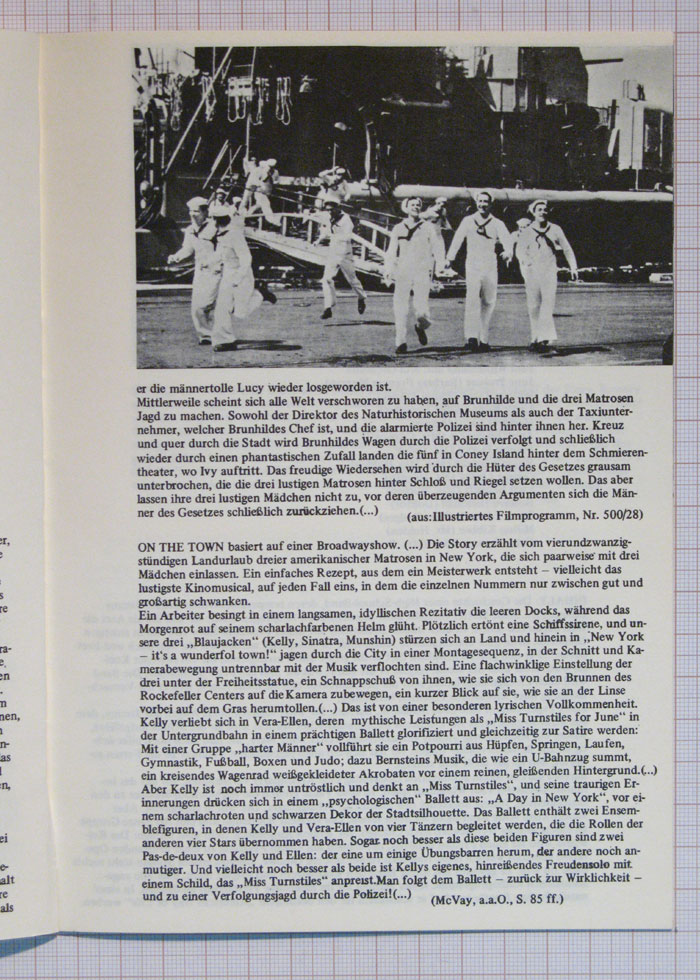 er die männertolle Lucy wieder losgeworden ist.
Mittlerweile scheint sich alle Welt verschworen zu haben, auf Brunhilde und die drei Matrosen
Jagd zu machen. Sowohl der Direktor des Naturhistorischen Museums als auch der Taxiunter-
nehmer, welcher Brunhildes Chef ist, und die alarmierte Polizei sind hinter ihnen her. Kreuz
und quer durch die Stadt wird Brunhildes Wagen durch die Polizei verfolgt und schließlich
wieder durch einen phantastischen Zufall landen die fünf in Coney Island hinter dem Schmieren-
theater, wo Ivy auftritt. Das freudige Wiedersehen wird durch die Hüter des Gesetzes grausam
unterbrochen, die die drei lustigen Matrosen hinter Schloß und Riegel setzen wollen. Das aber
lassen ihre drei lustigen Mädchen nicht zu, vor deren überzeugenden Argumenten sich die Män-
ner des Gesetzes schließlich zurückziehen.(...)
(aus:Illustriertes Filmprogramm, Nr. 500/28)
ON THE TOWN basiert auf einer Broadwayshow. (...) Die Story erzählt vom vierundzwanzig-
stündigen Landurlaub dreier amerikanischer Matrosen in New York, die sich paarweise mit drei
Mädchen einlassen. Ein einfaches Rezept, aus dem ein Meisterwerk entsteht – vielleicht das
lustigste Kinomusical, auf jeden Fall eins, in dem die einzelnen Nummern nur zwischen gut und
großartig schwanken.
Ein Arbeiter besingt in einem langsamen, idyllischen Rezitativ die leeren Docks, während das
Morgenrot auf seinem scharlachfarbenen Helm glüht. Plötzlich ertönt eine Schiffssirene, und un-
sere drei „Blaujacken" (Kelly, Sinatra, Munshin) stürzen sich an Land und hinein in „New York
– it's a wunderfol town!" jagen durch die City in einer Montagesequenz, in der Schnitt und Ka-
merabewegung untrennbar mit der Musik verflochten sind. Eine flachwinklige Einstellung der
drei unter der Freiheitsstatue, ein Schnappschuß von ihnen, wie sie sich von den Brunnen des
Rockefeller Centers auf die Kamera zubewegen, ein kurzer Blick auf sie, wie sie an der Linse
vorbei auf dem Gras herumtollen.(...) Das ist von einer besonderen lyrischen Vollkommenheit.
Kelly verliebt sich in Vera-Ellen, deren mythische Leistungen als „Miss Turnstiles for June" in
der Untergrundbahn in einem prächtigen Ballett glorifiziert und gleichzeitig zur Satire werden:
Mit einer Gruppe „harter Männer" vollführt sie ein Potpourri aus Hüpfen, Springen, Laufen,
Gymnastik, Fußball, Boxen und Judo; dazu Bernsteins Musik, die wie ein U-Bahnzug summt,
ein kreisendes Wagenrad weißgekleideter Akrobaten vor einem reinen, gleißenden Hintergrund.(...)
Aber Kelly ist noch immer untröstlich und denkt an „Miss Turnstiles", und seine traurigen Er-
innerungen drücken sich in einem „psychologischen" Ballett aus: „A Day in New York", vor ei-
nem scharlachroten und schwarzen Dekor der Stadtsilhouette. Das Ballett enthält zwei Ensem-
blefiguren, in denen Kelly und Vera-Ellen von vier Tänzern begleitet werden, die die Rollen der
anderen vier Stars übernommen haben. Sogar noch besser als diese beiden Figuren sind zwei
Pas-de-deux von Kelly und Ellen: der eine um einige Übungsbarren herum, der andere noch an-
mutiger. Und vielleicht noch besser als beide ist Kellys eigenes, hinreißendes Freudensolo mit
einem Schild, das „Miss Turnstiles" anpreist.Man folgt dem Ballett – zurück zur Wirklichkeit –
und zu einer Verfolgungsjagd durch die Polizei!(...)
(McVay, a.a.O., S. 85 ff.)